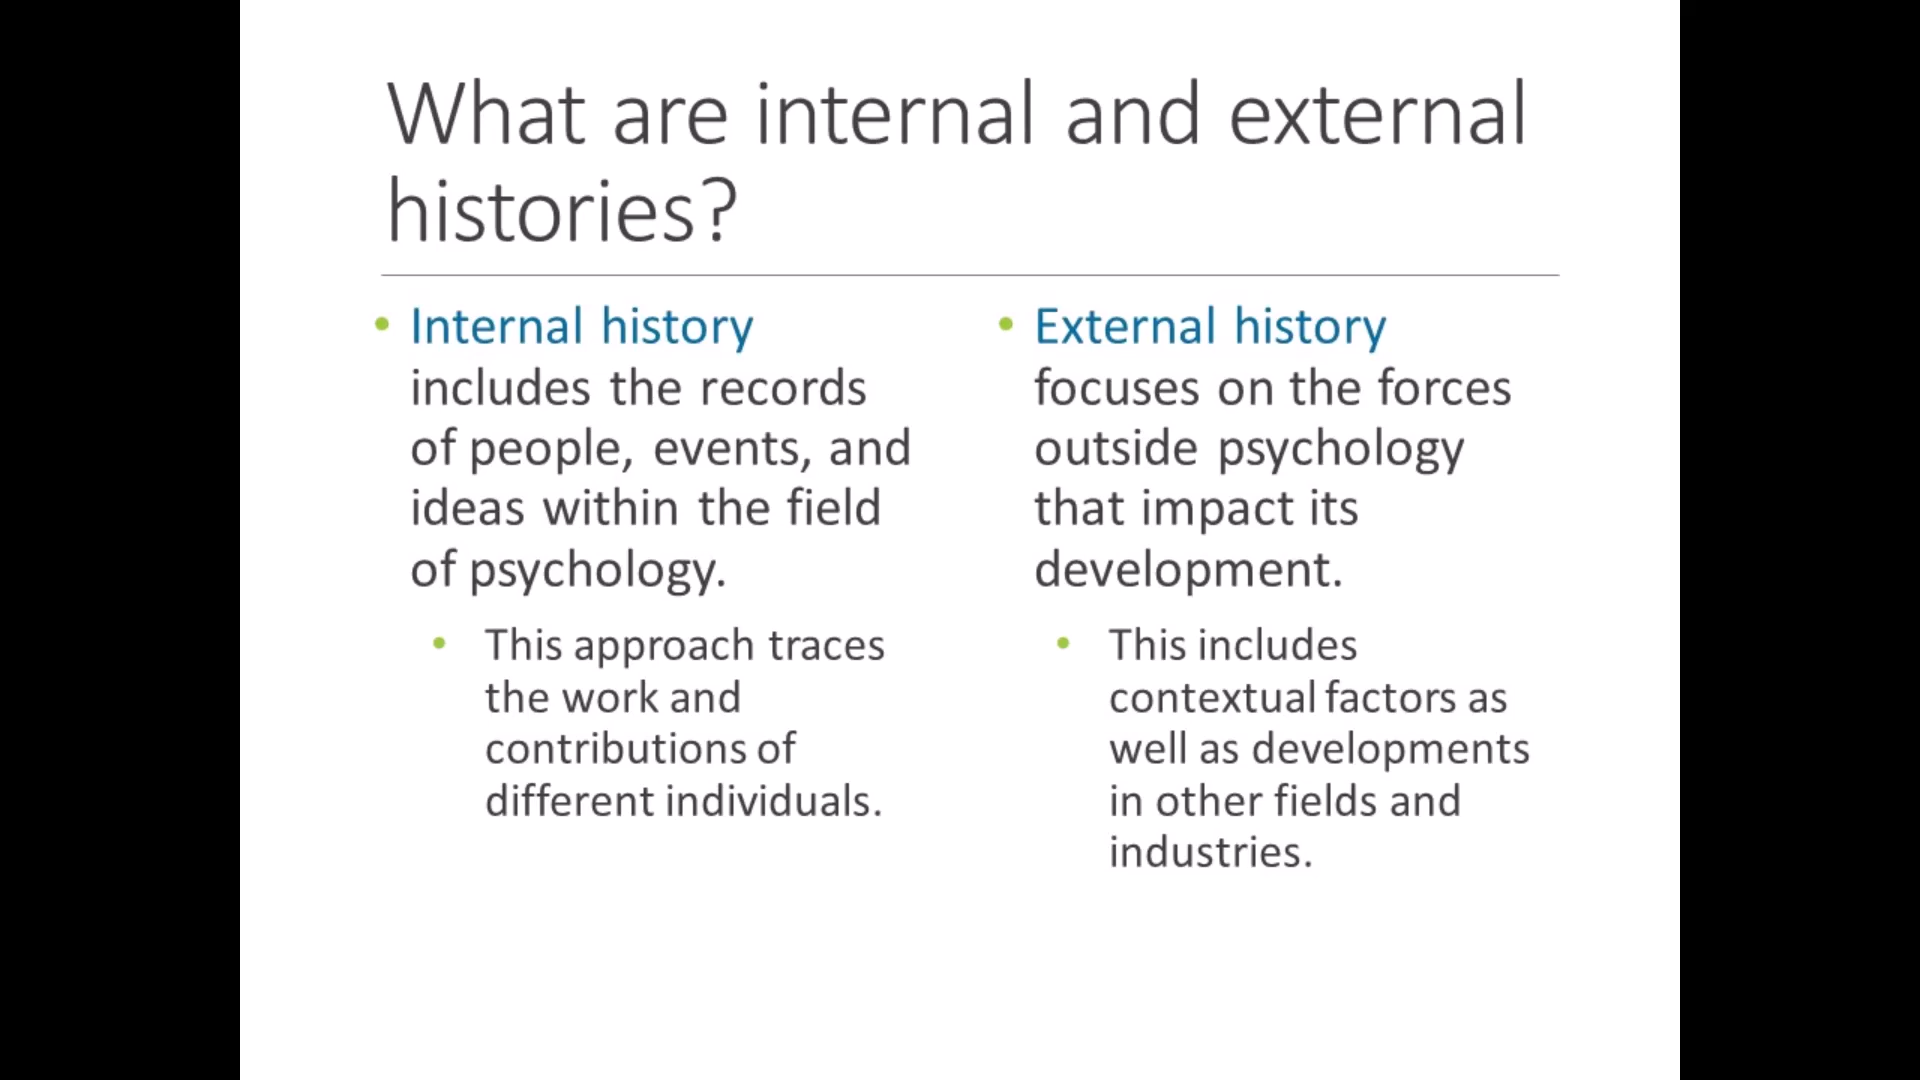 What are internal and external
histories?
• Internal history
includes the records
of people, events, and
ideas within the field
of psychology.
• This approach traces
the work and
contributions of
different individuals.
• External history
focuses on the forces
outside psychology
that impact its
development.
• This includes
contextual factors as
well as developments
in other fields and
industries.